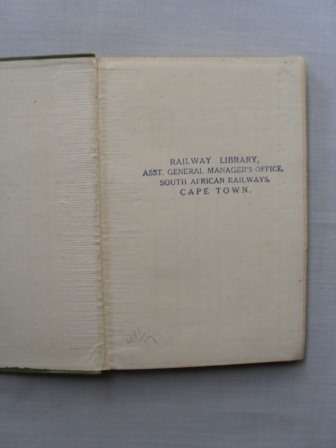 RAILWAY LIBRARY,
ASST. GENERAL MANAGER'S OFFICE,
SOUTH AFRICAN RAILWAYS,
CAPE TOWN.